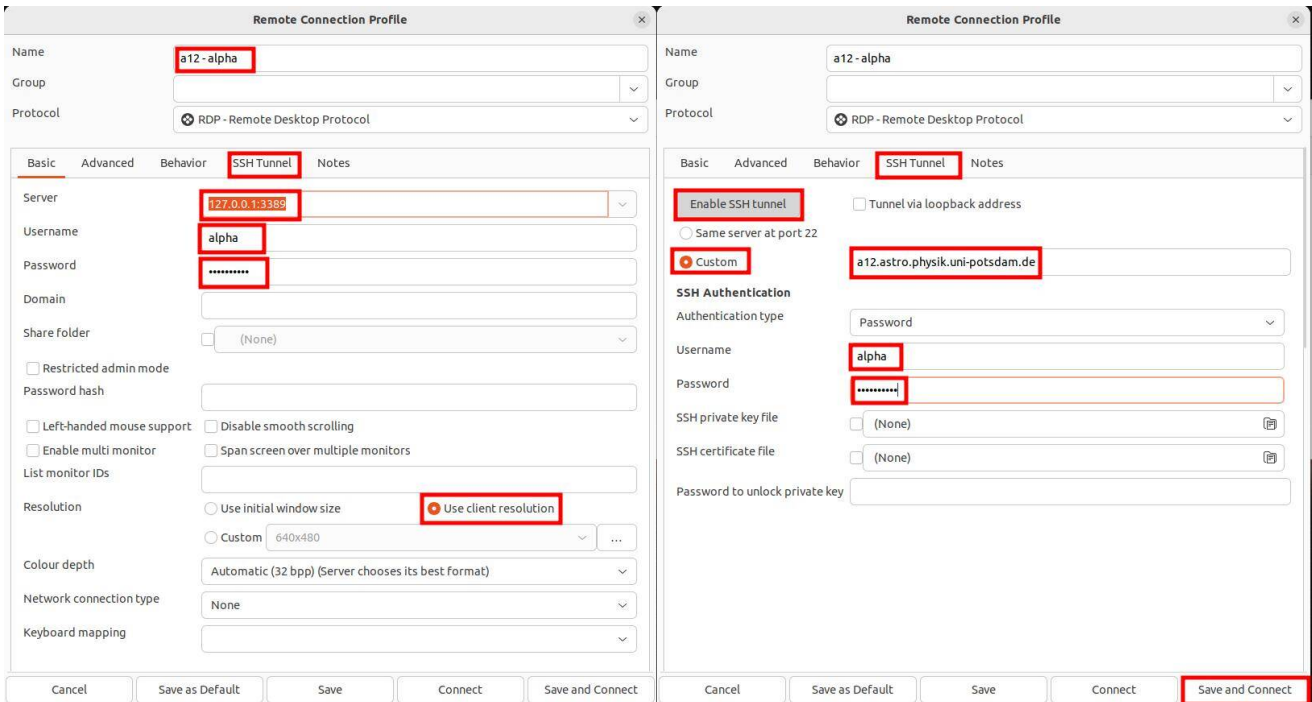 Remote Connection Profile
Name
a12 - alpha
Group
Protocol
RDP - Remote Desktop Protocol
Basic Advanced Behavior SSH Tunnel Notes
Server
127.0.0.1:3389
Username
alpha
Password
••••••••••
Domain
Share folder
(None)
Restricted admin mode
Password hash
Left-handed mouse support Disable smooth scrolling
Enable multi monitor Span screen over multiple monitors
List monitor IDs
Resolution
Use initial window size Use client resolution
Custom 640x480 ...
Colour depth
Automatic (32 bpp) (Server chooses its best format)
Network connection type
None
Keyboard mapping
Cancel Save as Default Save Connect Save and Connect
Remote Connection Profile
Name
a12 - alpha
Group
Protocol
RDP - Remote Desktop Protocol
Basic Advanced Behavior SSH Tunnel Notes
Enable SSH tunnel Tunnel via loopback address
Same server at port 22
Custom a12.astro.physik.uni-potsdam.de
SSH Authentication
Authentication type
Password
Username
alpha
Password
••••••••••
SSH private key file
(None)
SSH certificate file
(None)
Password to unlock private key
Cancel Save as Default Save Connect Save and Connect